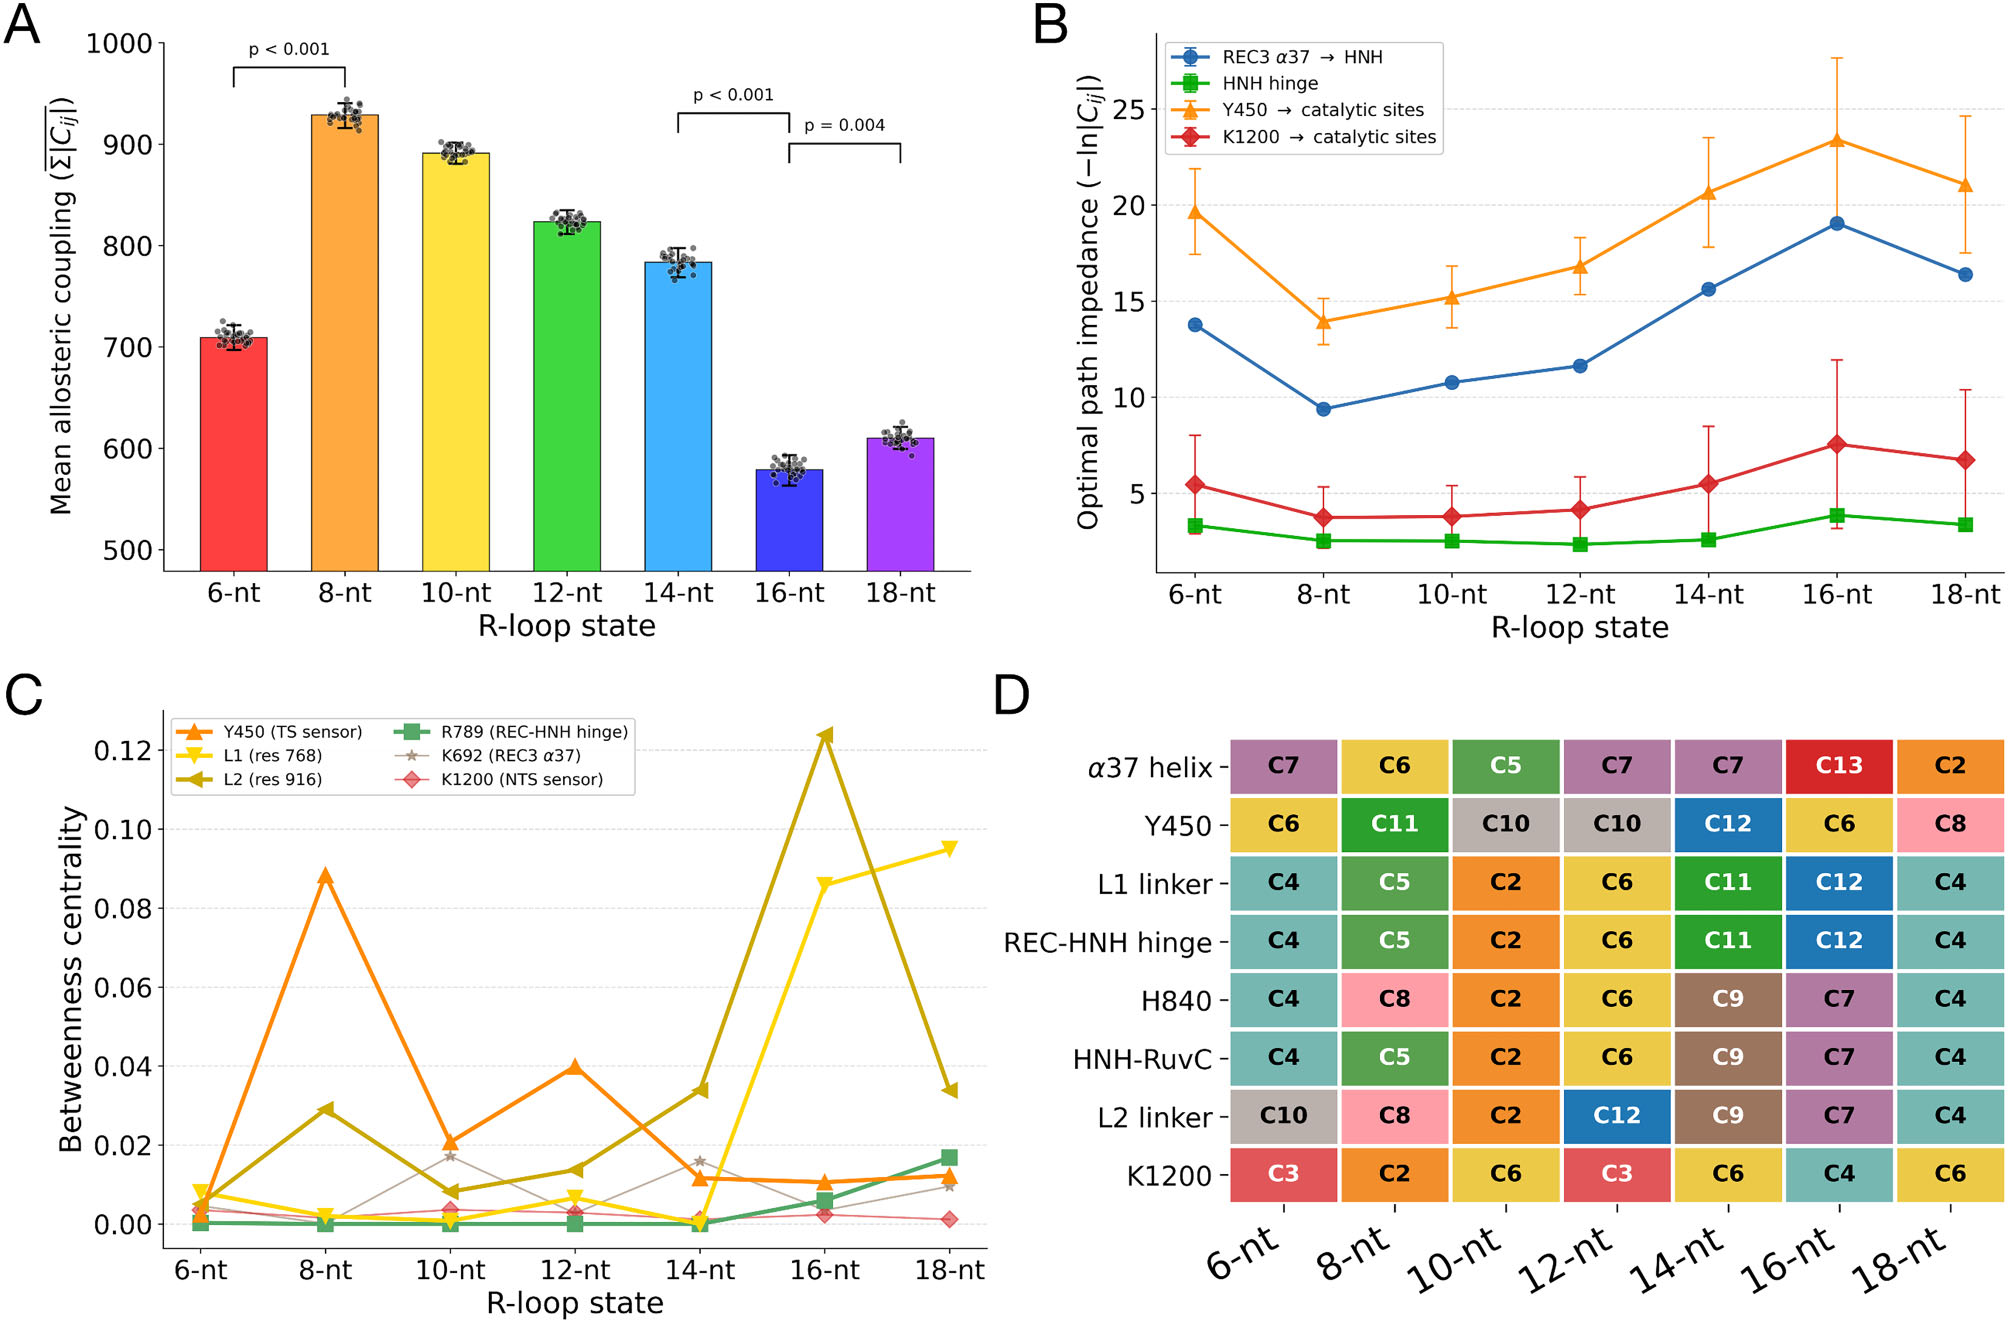 A
Mean allosteric coupling (Σ|Cij|)
1000
900
800
700
600
500
p < 0.001
p < 0.001
p = 0.004
6-nt 8-nt 10-nt 12-nt 14-nt 16-nt 18-nt
R-loop state
B
Optimal path impedance (−ln|Cij|)
25
20
15
10
5
REC3 α37 → HNH
HNH hinge
Y450 → catalytic sites
K1200 → catalytic sites
6-nt 8-nt 10-nt 12-nt 14-nt 16-nt 18-nt
R-loop state
C
Betweenness centrality
0.12
0.10
0.08
0.06
0.04
0.02
0.00
Y450 (TS sensor)
L1 (res 768)
L2 (res 916)
R789 (REC-HNH hinge)
K692 (REC3 α37)
K1200 (NTS sensor)
6-nt 8-nt 10-nt 12-nt 14-nt 16-nt 18-nt
R-loop state
D
α37 helix C7 C6 C5 C7 C7 C13 C2
Y450 C6 C11 C10 C10 C12 C6 C8
L1 linker C4 C5 C2 C6 C11 C12 C4
REC-HNH hinge C4 C5 C2 C6 C11 C12 C4
H840 C4 C8 C2 C6 C9 C7 C4
HNH-RuvC C4 C5 C2 C6 C9 C7 C4
L2 linker C10 C8 C2 C12 C9 C7 C4
K1200 C3 C2 C6 C3 C6 C4 C6
6-nt 8-nt 10-nt 12-nt 14-nt 16-nt 18-nt